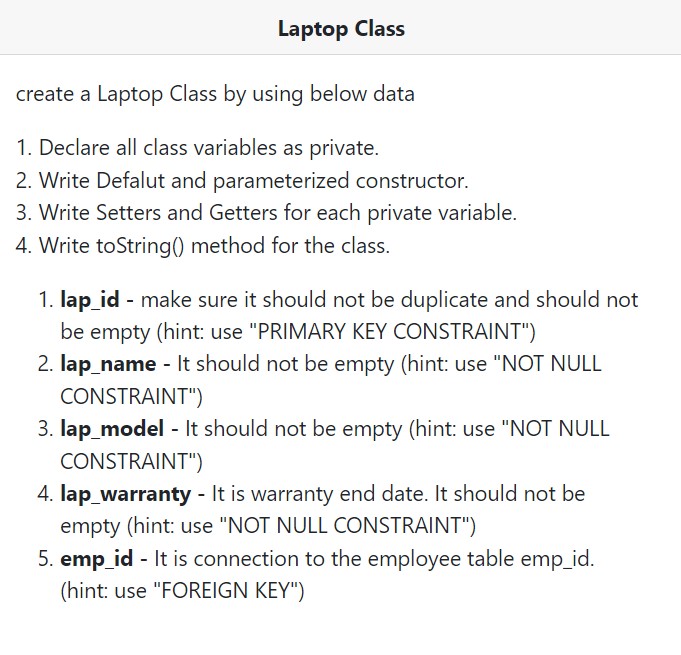 Laptop Class
create a Laptop Class by using below data
1. Declare all class variables as private.
2. Write Defalut and parameterized constructor.
3. Write Setters and Getters for each private variable.
4. Write toString() method for the class.
1. lap_id - make sure it should not be duplicate and should not
be empty (hint: use "PRIMARY KEY CONSTRAINT")
2. lap_name - It should not be empty (hint: use "NOT NULL
CONSTRAINT")
3. lap_model - It should not be empty (hint: use "NOT NULL
CONSTRAINT")
4. lap_warranty - It is warranty end date. It should not be
empty (hint: use "NOT NULL CONSTRAINT")
5. emp_id - It is connection to the employee table emp_id.
(hint: use "FOREIGN KEY")